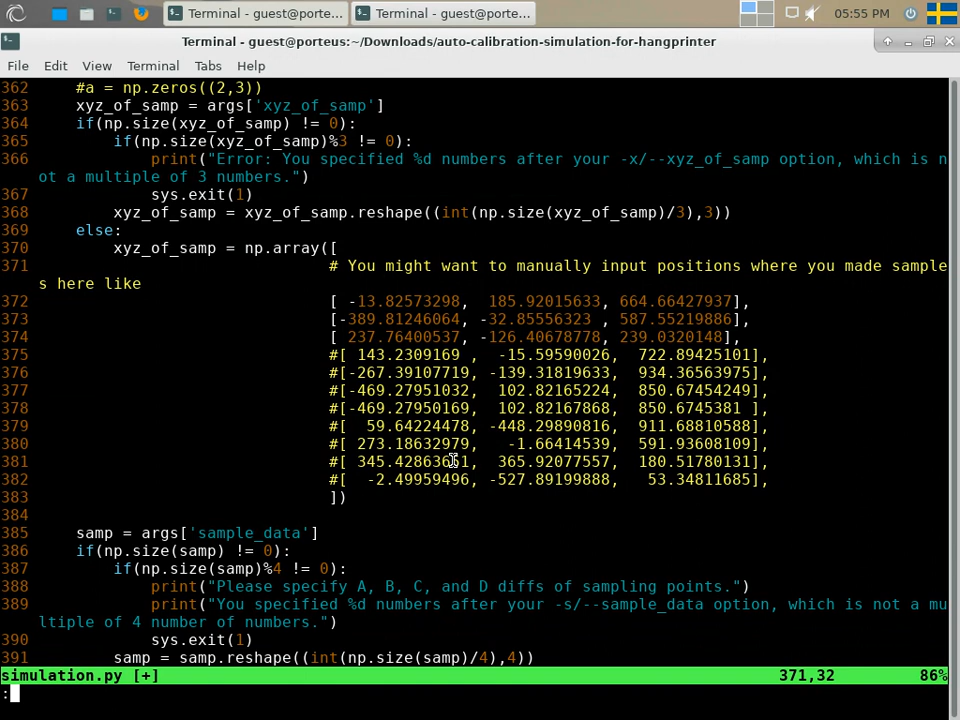 Terminal - guest@porte...
Terminal - guest@porte...
05:55 PM
Terminal - guest@porteus:~/Downloads/auto-calibration-simulation-for-hangprinter
File Edit View Terminal Tabs Help
362 #a = np.zeros((2,3))
363 xyz_of_samp = args['xyz_of_samp']
364 if(np.size(xyz_of_samp) != 0):
365 if(np.size(xyz_of_samp)%3 != 0):
366 print("Error: You specified %d numbers after your -x/--xyz_of_samp option, which is n
ot a multiple of 3 numbers.")
367 sys.exit(1)
368 xyz_of_samp = xyz_of_samp.reshape((int(np.size(xyz_of_samp)/3),3))
369 else:
370 xyz_of_samp = np.array([
371 # You might want to manually input positions where you made sample
s here like
372 [ -13.82573298, 185.92015633, 664.66427937],
373 [-389.81246064, -32.85556323 , 587.55219886],
374 [ 237.76400537, -126.40678778, 239.0320148],
375 #[ 143.2309169 , -15.59590026, 722.89425101],
376 #[-267.39107719, -139.31819633, 934.36563975],
377 #[-469.27951032, 102.82165224, 850.67454249],
378 #[-469.27950169, 102.82167868, 850.6745381 ],
379 #[ 59.64224478, -448.29890816, 911.68810588],
380 #[ 273.18632979, -1.66414539, 591.93608109],
381 #[ 345.42863651, 365.92077557, 180.51780131],
382 #[ -2.49959496, -527.89199888, 53.34811685],
383 ])
384
385 samp = args['sample_data']
386 if(np.size(samp) != 0):
387 if(np.size(samp)%4 != 0):
388 print("Please specify A, B, C, and D diffs of sampling points.")
389 print("You specified %d numbers after your -s/--sample_data option, which is not a mu
ltiple of 4 number of numbers.")
390 sys.exit(1)
391 samp = samp.reshape((int(np.size(samp)/4),4))
simulation.py [+] 371,32 86%
: